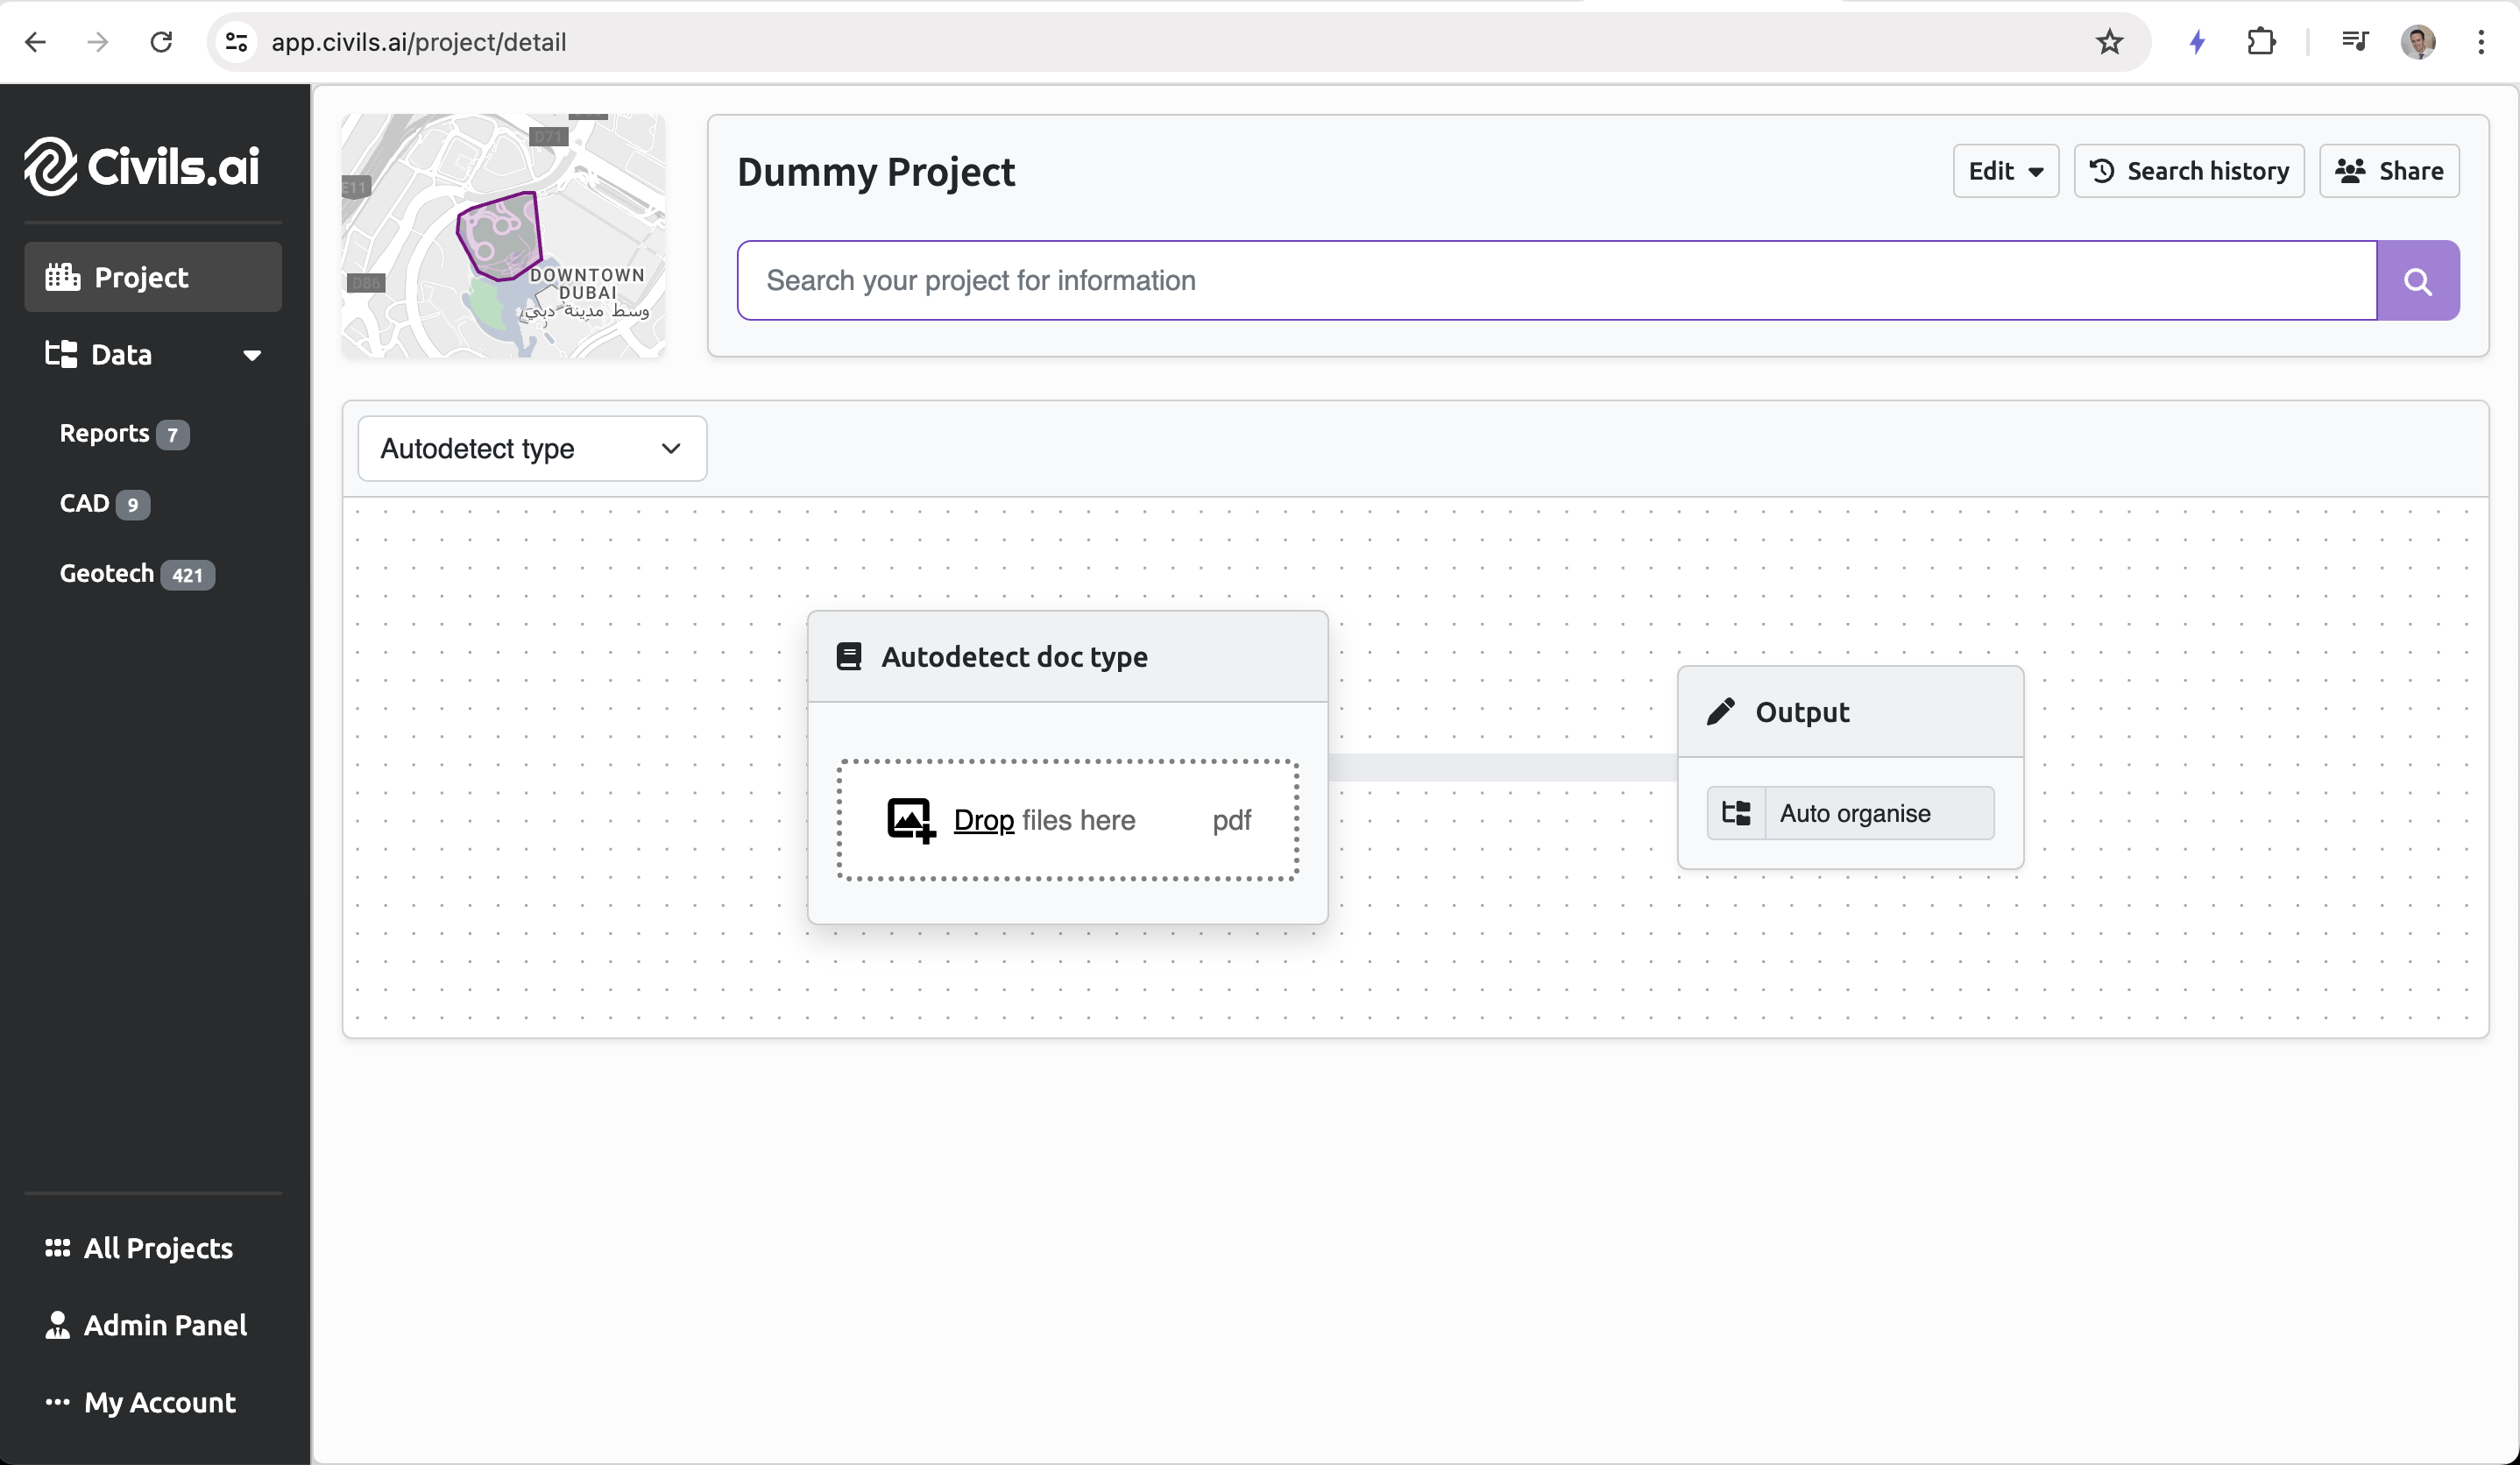 app.civils.ai/project/detail
Civils.ai
Project
Data
Reports 7
CAD 9
Geotech 421
All Projects
Admin Panel
My Account
D71
E11
D86
DOWNTOWN
DUBAI
وسط مدينة دبي
Dummy Project
Edit
Search history
Share
Search your project for information
Autodetect type
Autodetect doc type
Drop files here
pdf
Output
Auto organise